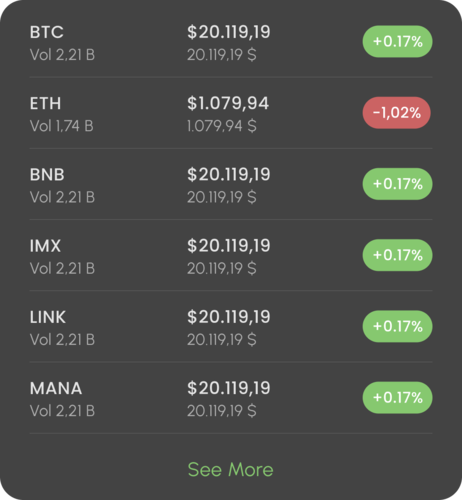 BTC $20.119,19 +0.17%
Vol 2,21 B 20.119,19 $
ETH $1.079,94 -1,02%
Vol 1,74 B 1.079,94 $
BNB $20.119,19 +0.17%
Vol 2,21 B 20.119,19 $
IMX $20.119,19 +0.17%
Vol 2,21 B 20.119,19 $
LINK $20.119,19 +0.17%
Vol 2,21 B 20.119,19 $
MANA $20.119,19 +0.17%
Vol 2,21 B 20.119,19 $
See More